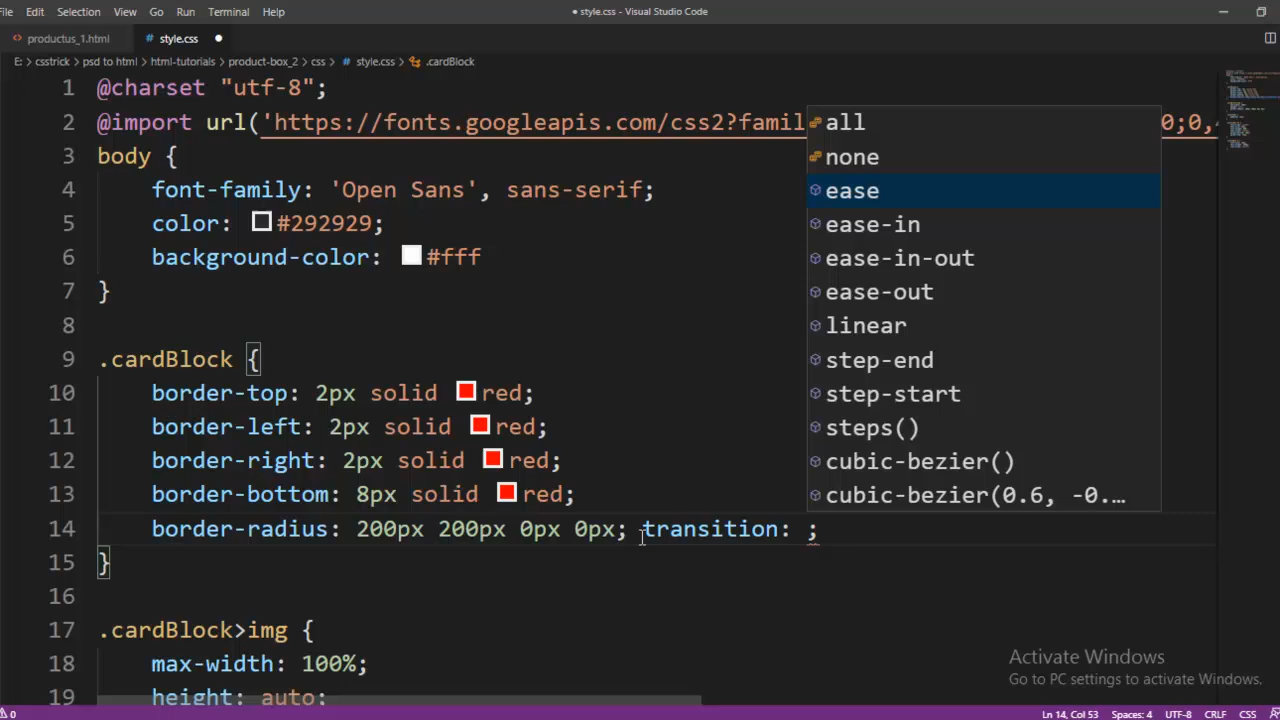 File Edit Selection View Go Run Terminal Help ● style.css - Visual Studio Code
<> productus_1.html # style.css ●
E: > csstrick > psd to html > html-tutorials > product-box_2 > css > # style.css > .cardBlock
1 @charset "utf-8";
2 @import url('https://fonts.googleapis.com/css2?famil 0;0,
3 body {
4 font-family: 'Open Sans', sans-serif;
5 color: #292929;
6 background-color: #fff
7 }
8
9 .cardBlock {
10 border-top: 2px solid red;
11 border-left: 2px solid red;
12 border-right: 2px solid red;
13 border-bottom: 8px solid red;
14 border-radius: 200px 200px 0px 0px; transition: ;
15 }
16
17 .cardBlock>img {
18 max-width: 100%;
19 height: auto;
all
none
ease
ease-in
ease-in-out
ease-out
linear
step-end
step-start
steps()
cubic-bezier()
cubic-bezier(0.6, -0....
Activate Windows
Go to PC settings to activate Windows.
0 Ln 14, Col 53 Spaces: 4 UTF-8 CRLF CSS